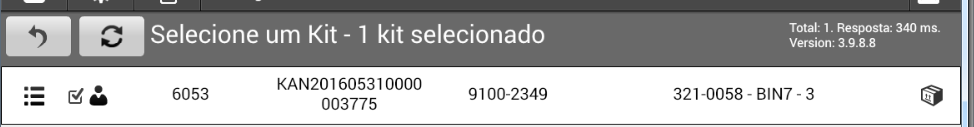 Selecione um Kit - 1 kit selecionado
Total: 1. Resposta: 340 ms.
Version: 3.9.8.8
6053
KAN201605310000
003775
9100-2349
321-0058 - BIN7 - 3